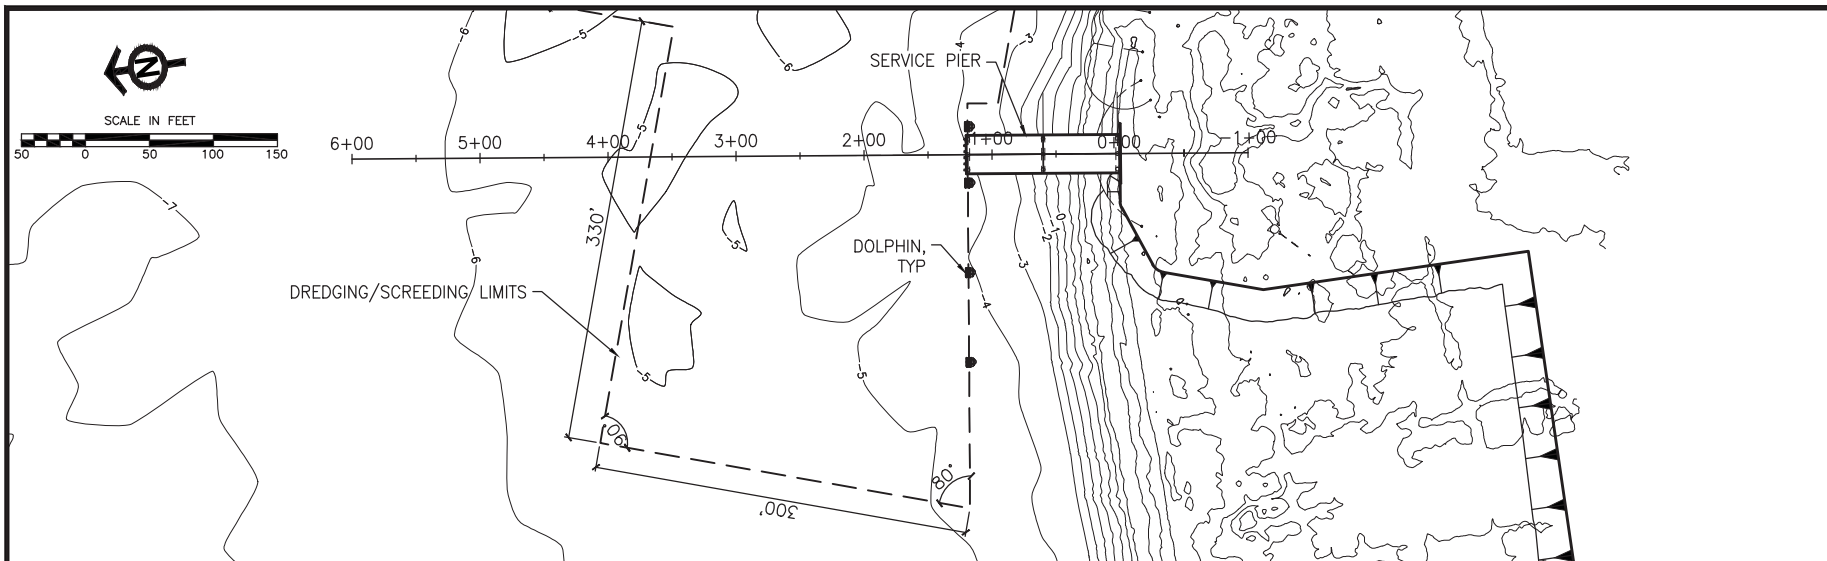 N
SCALE IN FEET
50 0 50 100 150
6+00 5+00 4+00 3+00 2+00 1+00 0+00 -1+00
SERVICE PIER
DOLPHIN,
TYP
DREDGING/SCREEDING LIMITS
330'
300'
90°
80°
-6
-5
-6
-4
-3
-5
-7
-6
-5
0
-1
-2
-3
-4
-5
-5